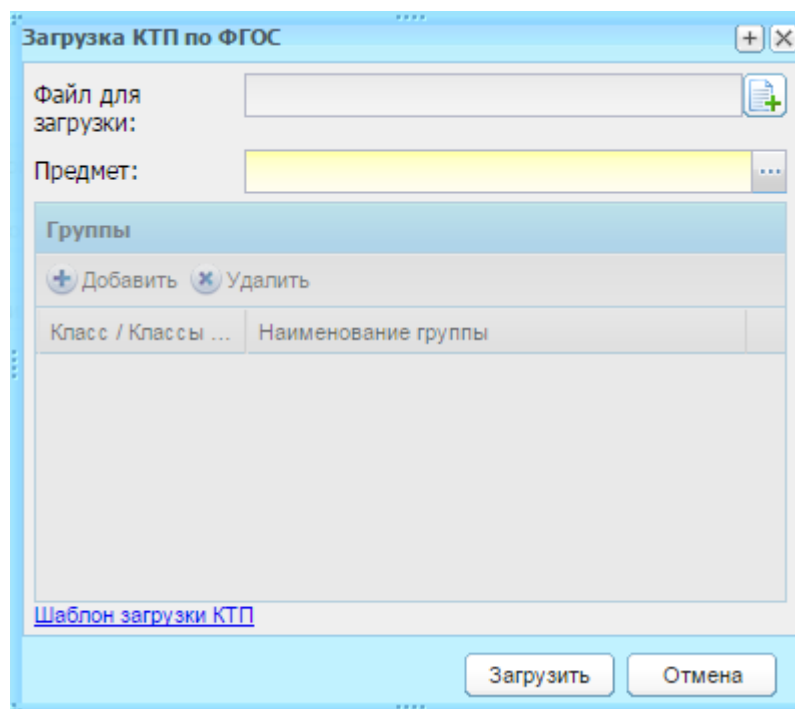 Загрузка КТП по ФГОС
Файл для
загрузки:
Предмет:
Группы
Добавить Удалить
Класс / Классы ... Наименование группы
Шаблон загрузки КТП
Загрузить Отмена